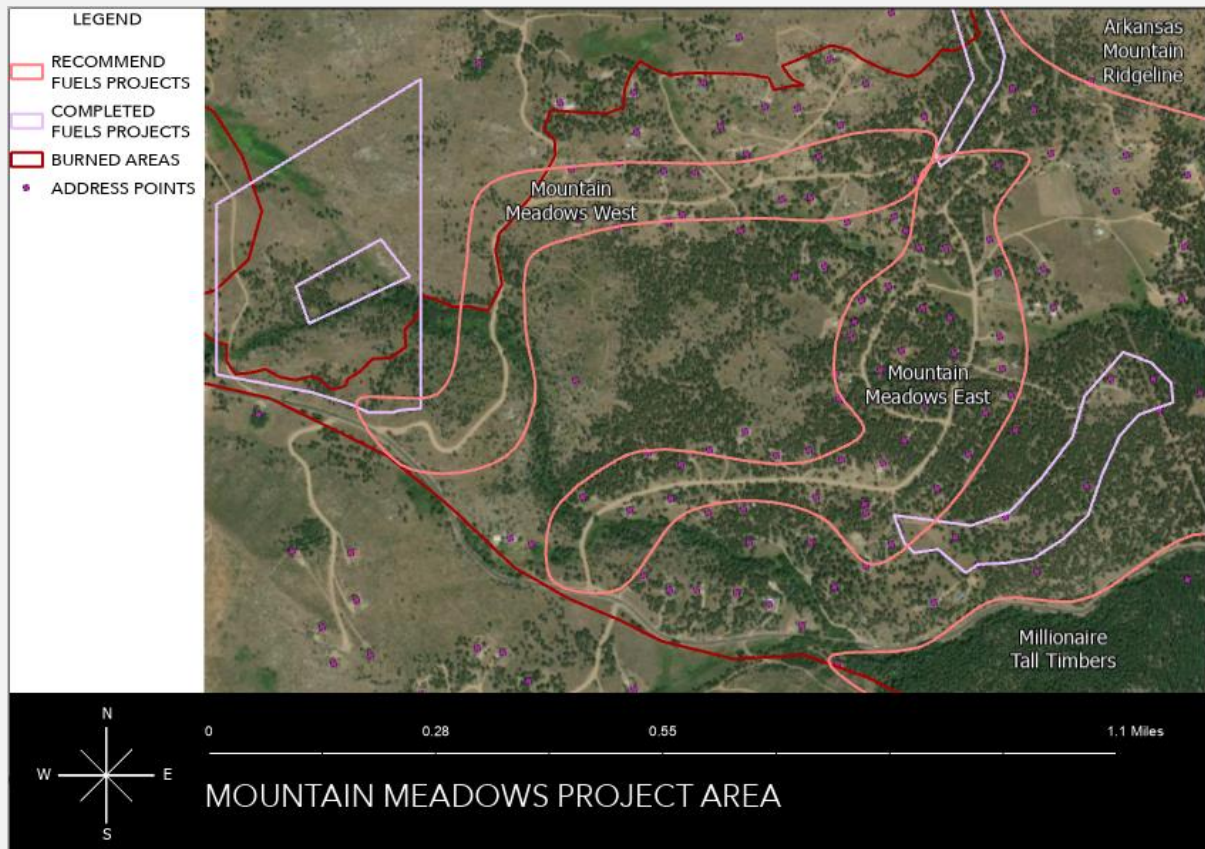 LEGEND
RECOMMEND
FUELS PROJECTS
COMPLETED
FUELS PROJECTS
BURNED AREAS
ADDRESS POINTS
Arkansas
Mountain
Ridgeline
Mountain
Meadows West
Mountain
Meadows East
Millionaire
Tall Timbers
N
W E
S
0 0.28 0.55 1.1 Miles
MOUNTAIN MEADOWS PROJECT AREA